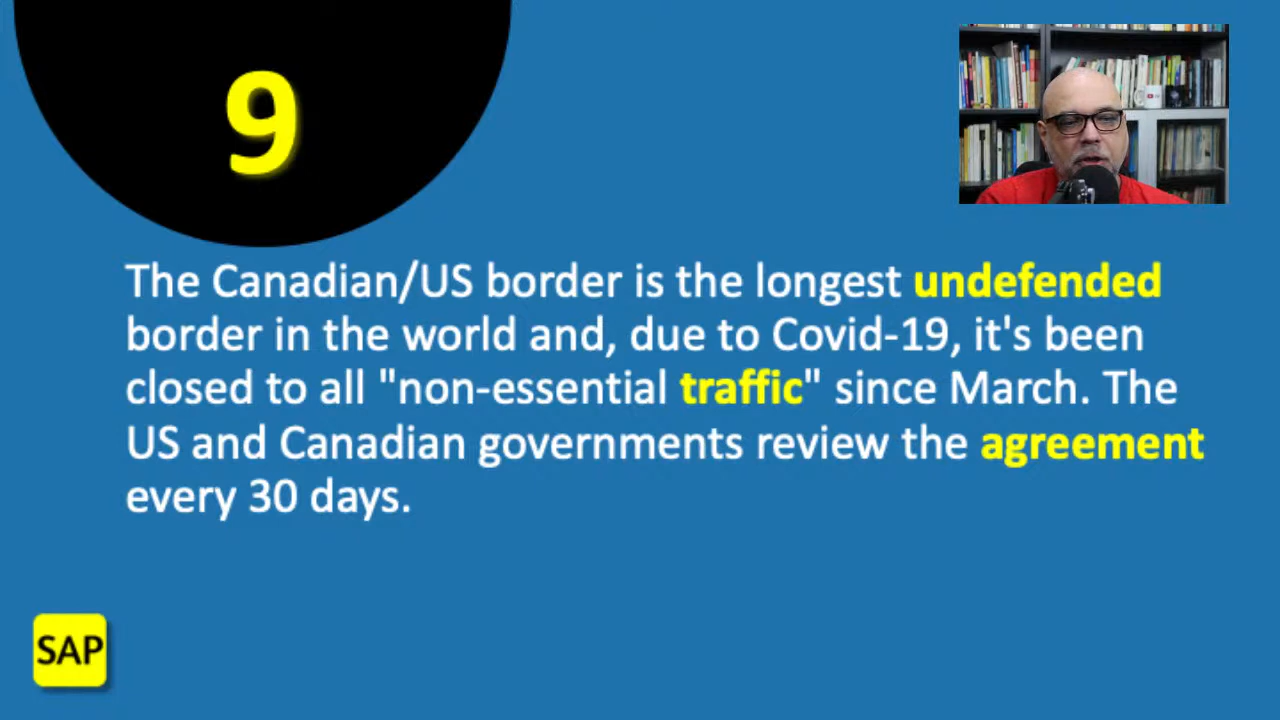 9
The Canadian/US border is the longest undefended
border in the world and, due to Covid-19, it's been
closed to all "non-essential traffic" since March. The
US and Canadian governments review the agreement
every 30 days.
SAP